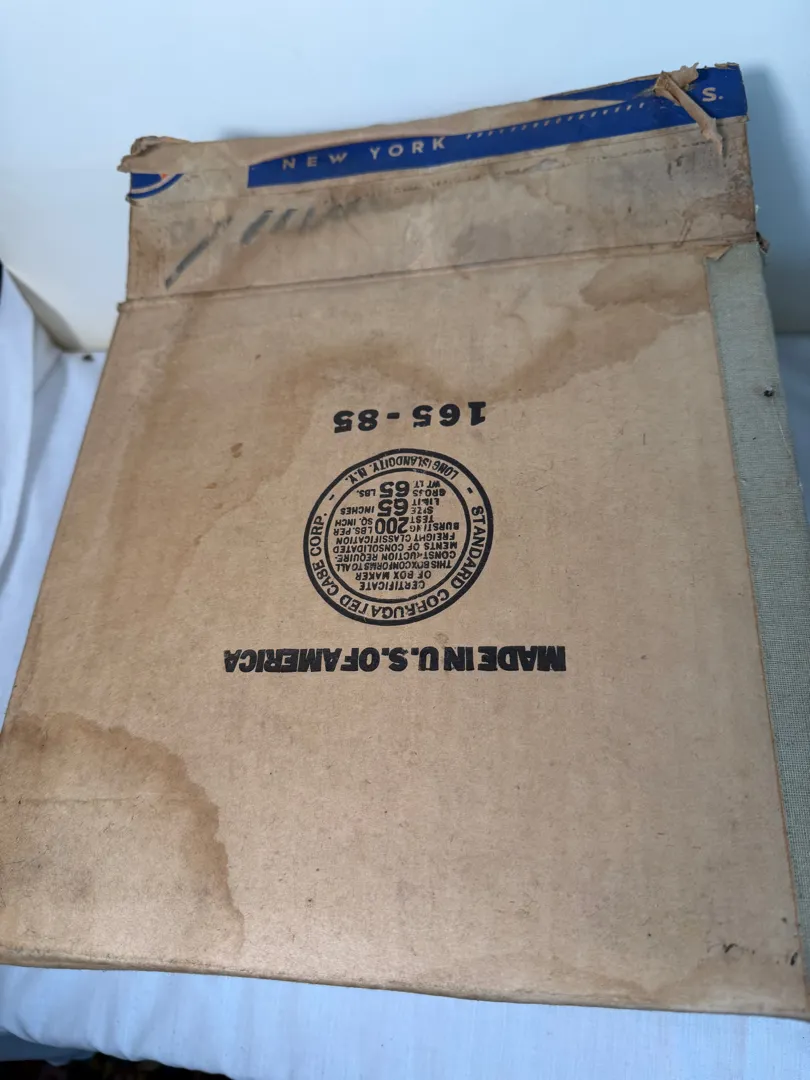 NEW YORK
S.
MADE IN U.S. OF AMERICA
STANDARD CORRUGATED CASE CORP.
- LONG ISLAND CITY, N.Y. -
CERTIFICATE
OF BOX MAKER
THIS BOX CONFORMS TO ALL
CONSTRUCTION REQUIRE-
MENTS OF CONSOLIDATED
FREIGHT CLASSIFICATION
BURSTING TEST 200 LBS. PER SQ. INCH
SIZE LIMIT 65 INCHES
GROSS WT LT 65 LBS.
165-85